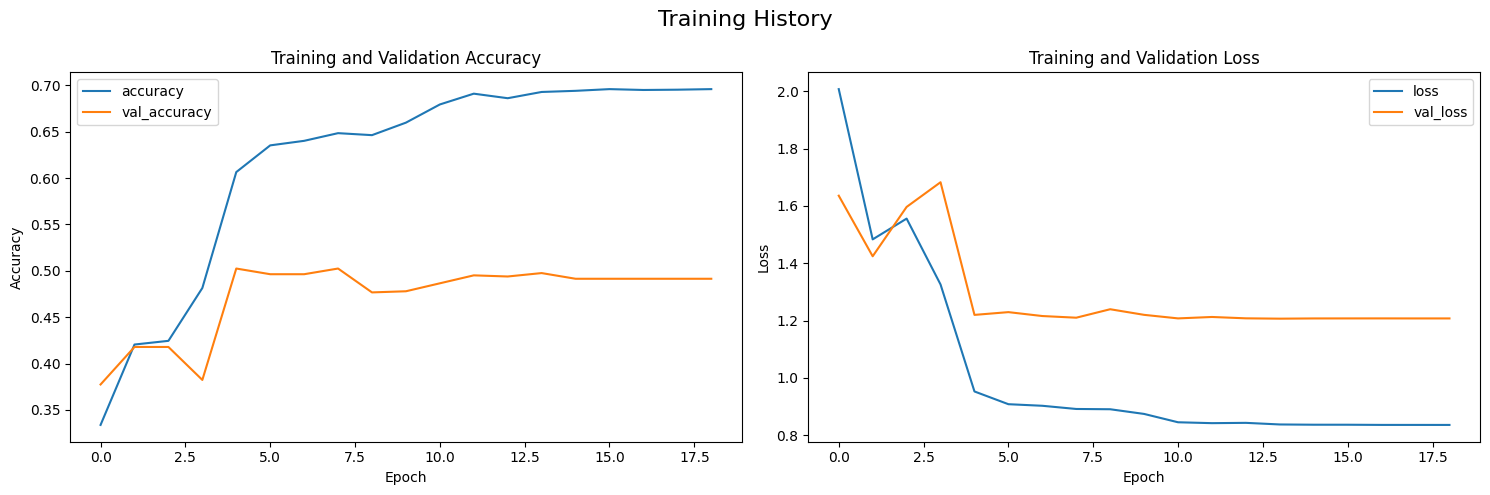 Training History
Training and Validation Accuracy
accuracy
val_accuracy
0.70
0.65
0.60
0.55
0.50
0.45
0.40
0.35
Accuracy
0.0 2.5 5.0 7.5 10.0 12.5 15.0 17.5
Epoch
Training and Validation Loss
loss
val_loss
2.0
1.8
1.6
1.4
1.2
1.0
0.8
Loss
0.0 2.5 5.0 7.5 10.0 12.5 15.0 17.5
Epoch